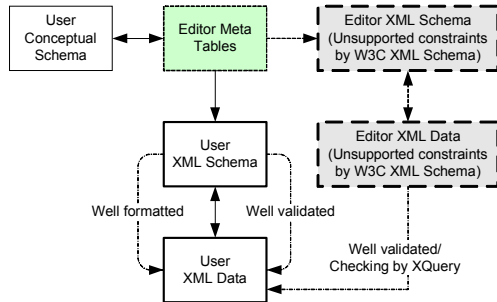 User
Conceptual
Schema
Editor Meta
Tables
Editor XML Schema
(Unsupported constraints
by W3C XML Schema)
User
XML Schema
Editor XML Data
(Unsupported constraints
by W3C XML Schema)
Well formatted
Well validated
User
XML Data
Well validated/
Checking by XQuery